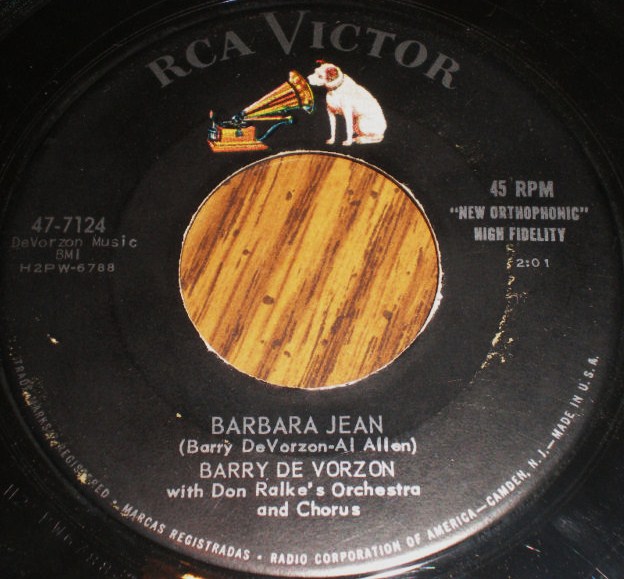 RCA VICTOR
47-7124
DeVorzon Music
BMI
H2PW-6788
45 RPM
"NEW ORTHOPHONIC"
HIGH FIDELITY
2:01
BARBARA JEAN
(Barry DeVorzon-Al Allen)
BARRY DE VORZON
with Don Ralke's Orchestra
and Chorus
TRADEMARKS REGISTERED • MARCAS REGISTRADAS • RADIO CORPORATION OF AMERICA—CAMDEN, N. J.—MADE IN U.S.A.